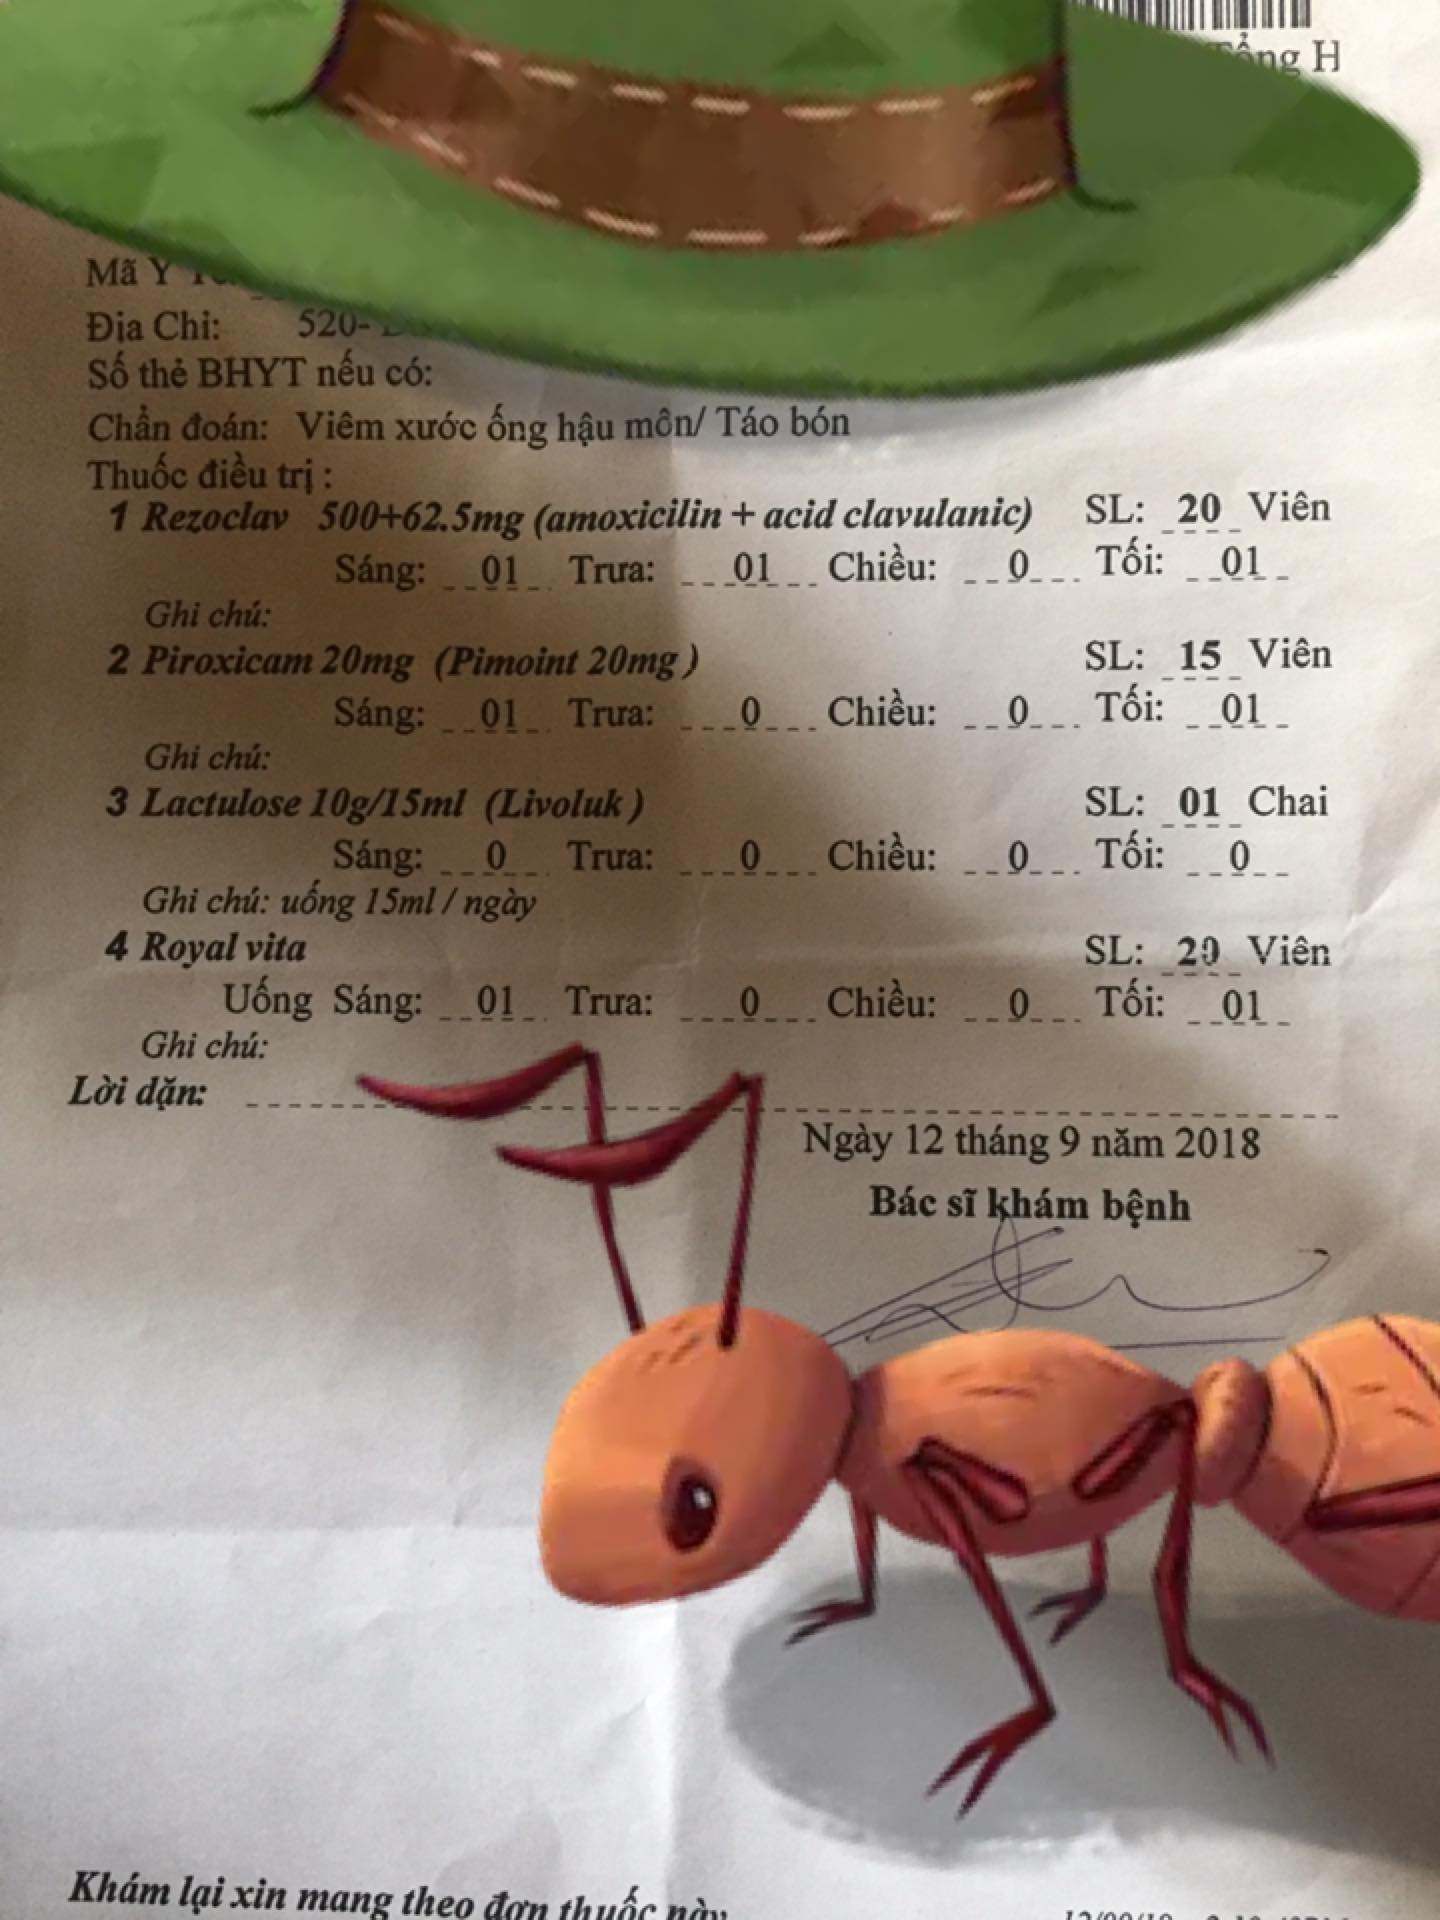 Tổng H
Mã Y
Địa Chỉ: 520-
Số thẻ BHYT nếu có:
Chẩn đoán: Viêm xước ống hậu môn/ Táo bón
Thuốc điều trị :
1 Rezoclav 500+62.5mg (amoxicilin + acid clavulanic) SL: 20 Viên
Sáng: 01 Trưa: 01 Chiều: 0 Tối: 01
Ghi chú:
2 Piroxicam 20mg (Pimoint 20mg ) SL: 15 Viên
Sáng: 01 Trưa: 0 Chiều: 0 Tối: 01
Ghi chú:
3 Lactulose 10g/15ml (Livoluk ) SL: 01 Chai
Sáng: 0 Trưa: 0 Chiều: 0 Tối: 0
Ghi chú: uống 15ml / ngày
4 Royal vita SL: 20 Viên
Uống Sáng: 01 Trưa: 0 Chiều: 0 Tối: 01
Ghi chú:
Lời dặn:
Ngày 12 tháng 9 năm 2018
Bác sĩ khám bệnh
Khám lại xin mang theo đơn thuốc này